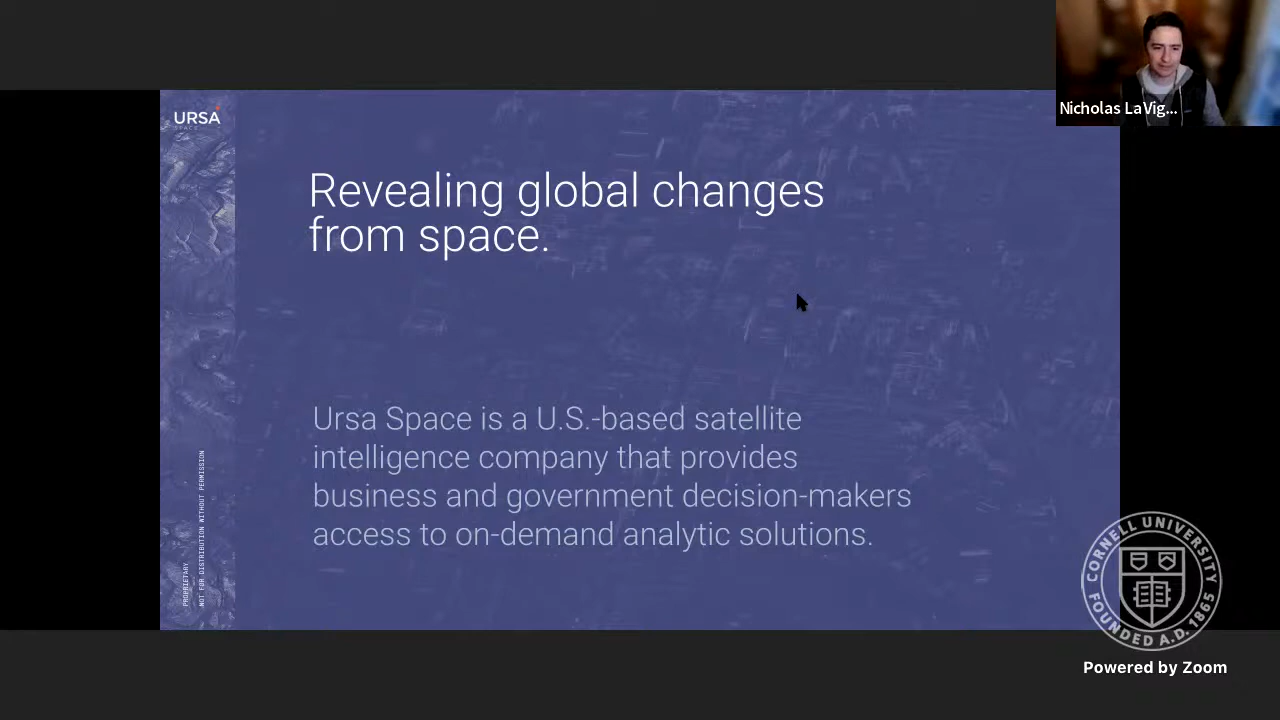 Nicholas LaVig...
URSA
SPACE
Revealing global changes
from space.
Ursa Space is a U.S.-based satellite
intelligence company that provides
business and government decision-makers
access to on-demand analytic solutions.
PROPRIETARY
NOT FOR DISTRIBUTION WITHOUT PERMISSION
CORNELL UNIVERSITY
FOUNDED A.D. 1865
Powered by Zoom